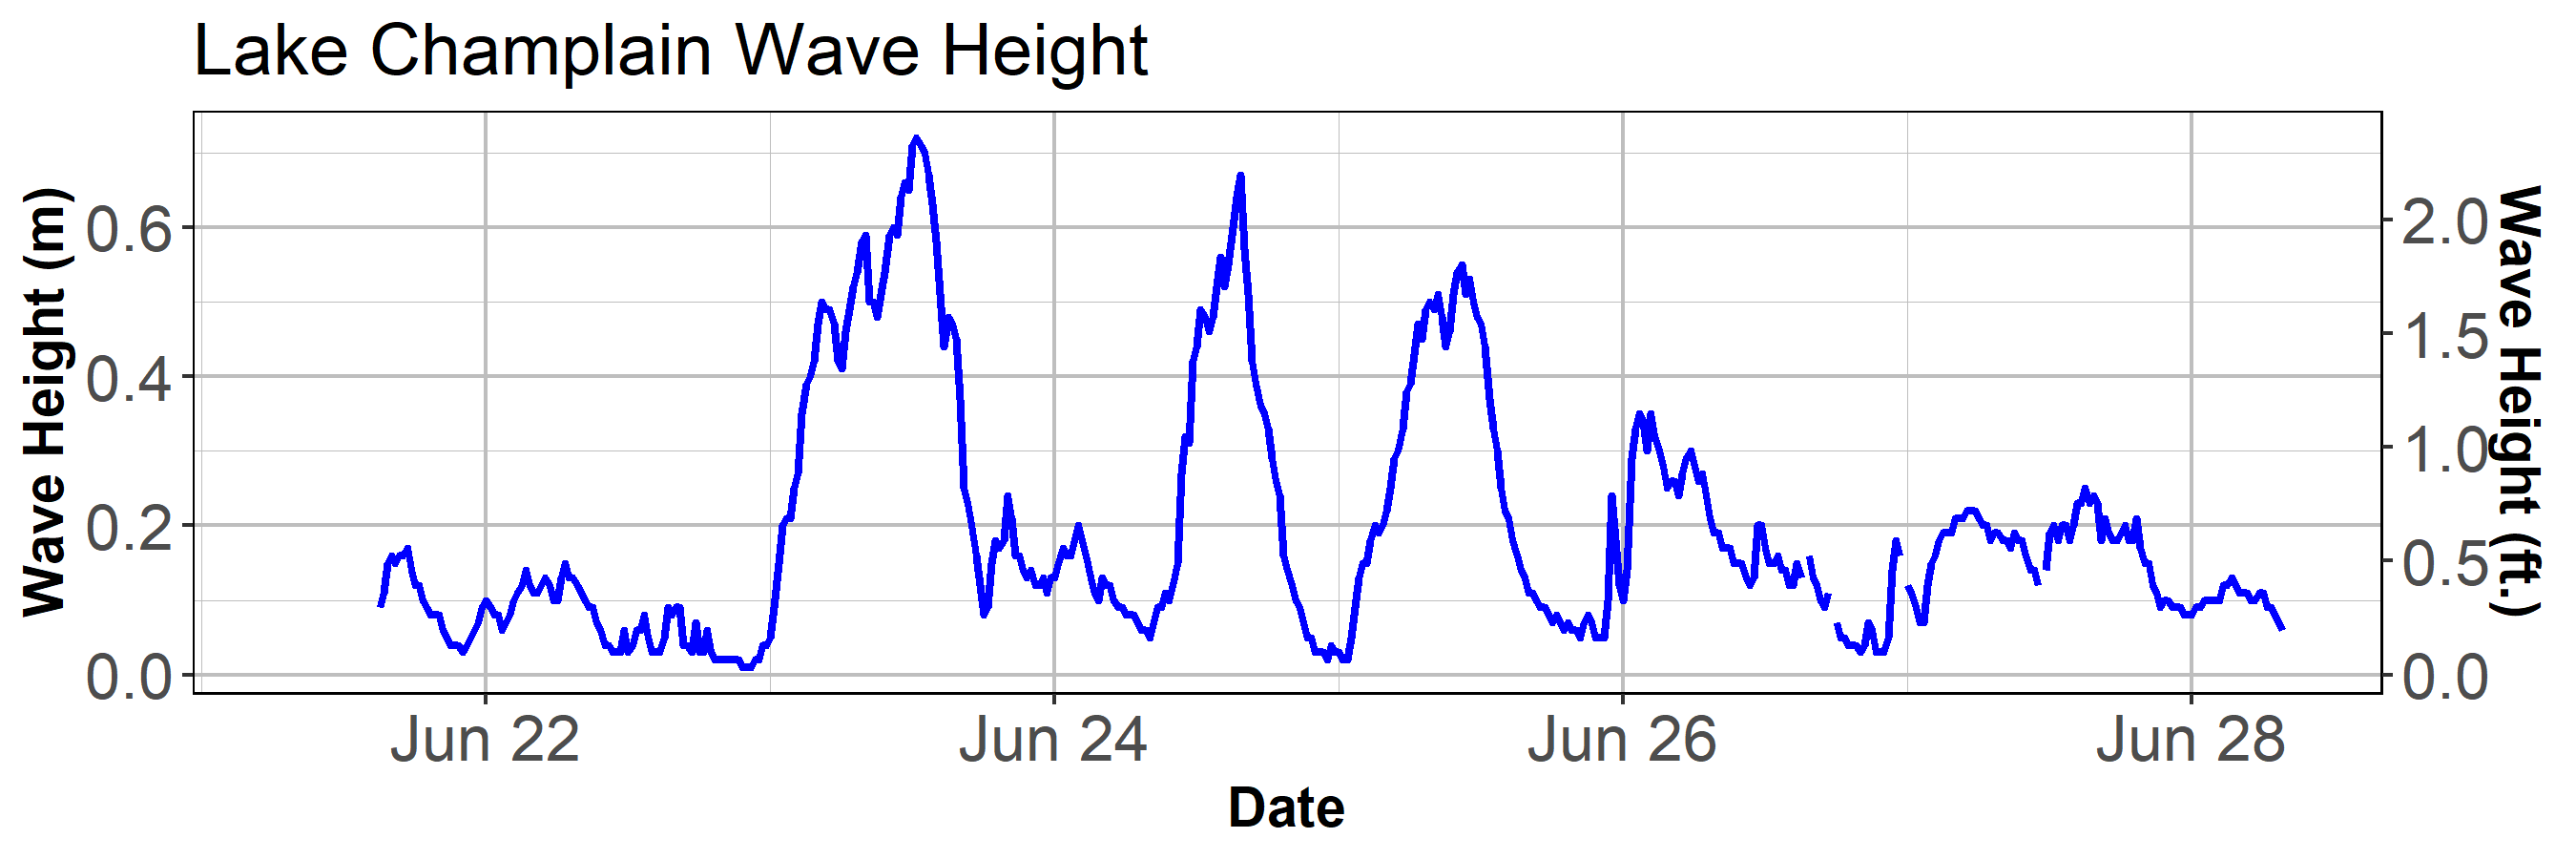 Lake Champlain Wave Height
Wave Height (m)
0.6
0.4
0.2
0.0
2.0
1.5
1.0
0.5
0.0
Wave Height (ft.)
Jun 22
Jun 24
Jun 26
Jun 28
Date